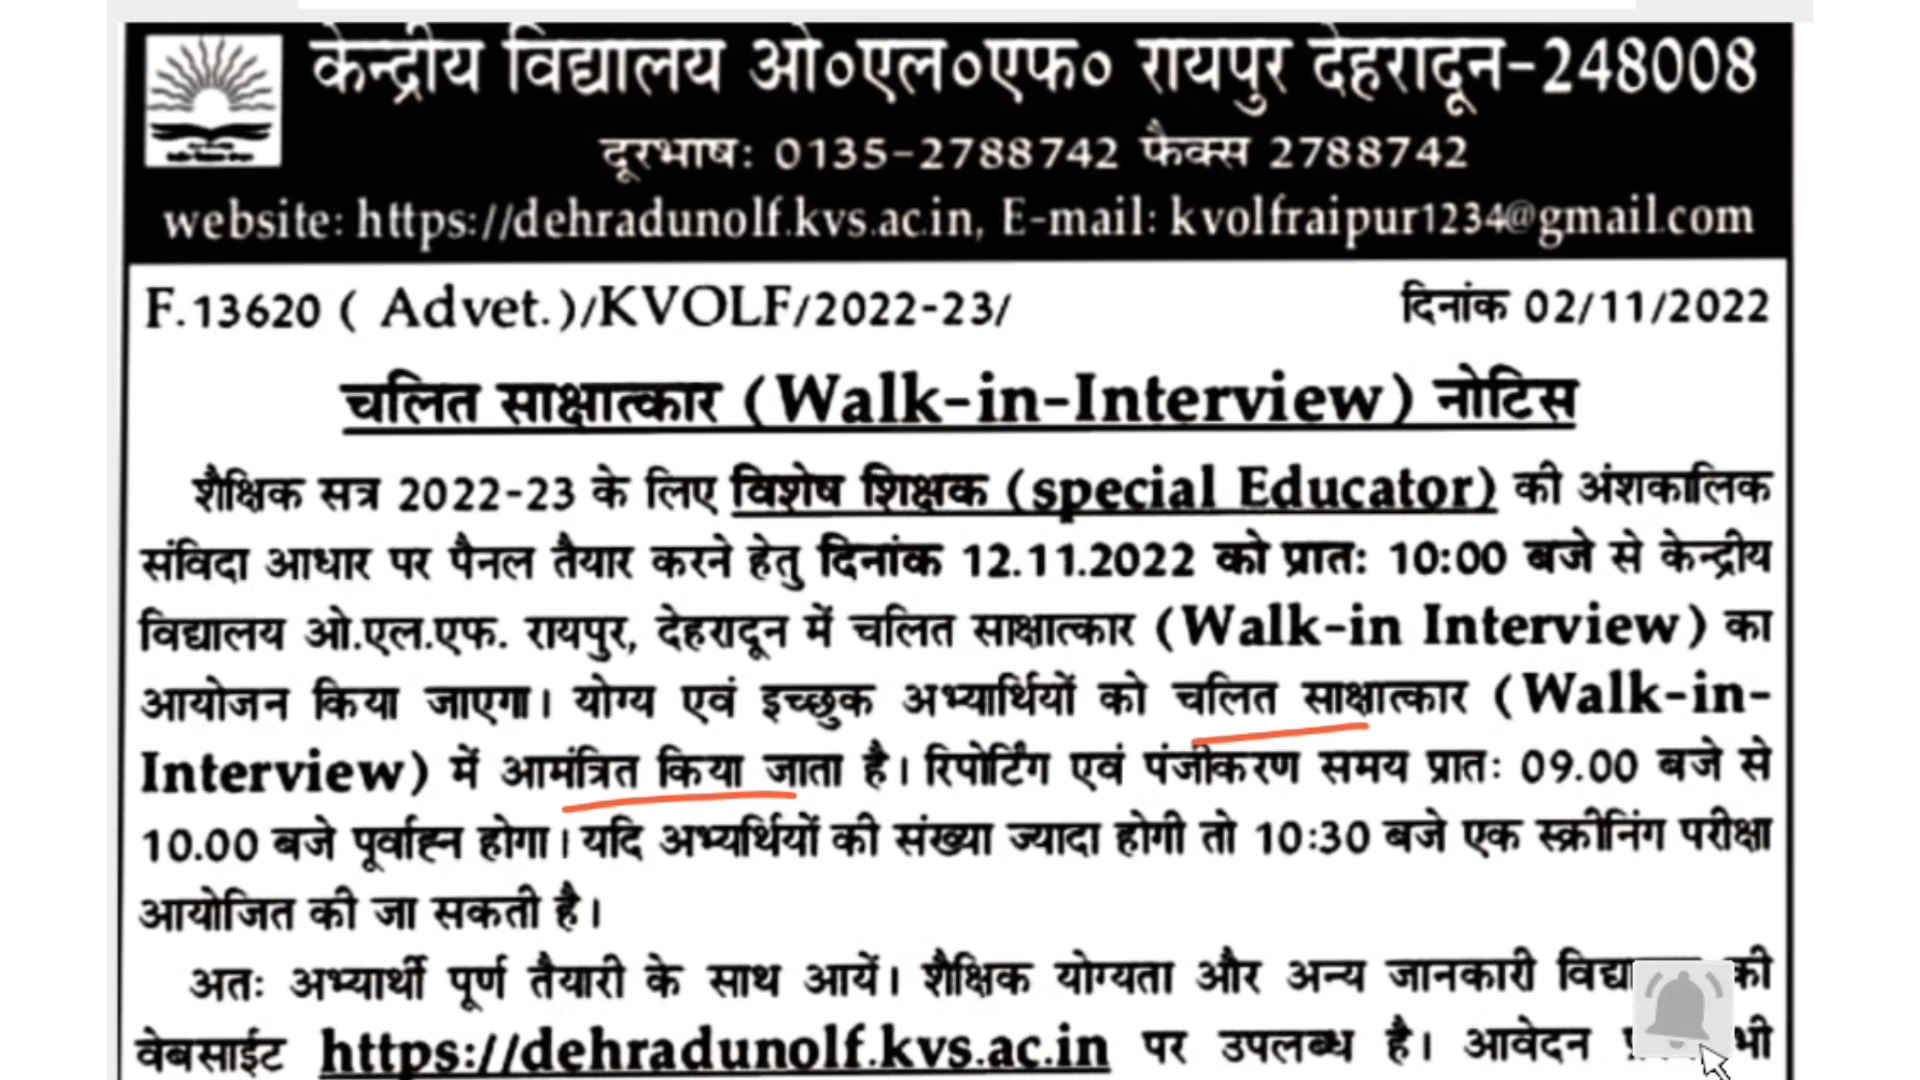 केन्द्रीय विद्यालय ओ०एल०एफ० रायपुर देहरादून-248008
दूरभाष: 0135-2788742 फैक्स 2788742
website: https://dehradunolf.kvs.ac.in, E-mail: kvolfraipur1234@gmail.com
F.13620 ( Advet.)/KVOLF/2022-23/ दिनांक 02/11/2022
चलित साक्षात्कार (Walk-in-Interview) नोटिस
शैक्षिक सत्र 2022-23 के लिए विशेष शिक्षक (special Educator) की अंशकालिक
संविदा आधार पर पैनल तैयार करने हेतु दिनांक 12.11.2022 को प्रात: 10:00 बजे से केन्द्रीय
विद्यालय ओ.एल.एफ. रायपुर, देहरादून में चलित साक्षात्कार (Walk-in Interview) का
आयोजन किया जाएगा। योग्य एवं इच्छुक अभ्यार्थियों को चलित साक्षात्कार (Walk-in-
Interview) में आमंत्रित किया जाता है। रिपोर्टिंग एवं पंजीकरण समय प्रात: 09.00 बजे से
10.00 बजे पूर्वाह्न होगा। यदि अभ्यर्थियों की संख्या ज्यादा होगी तो 10:30 बजे एक स्क्रीनिंग परीक्षा
आयोजित की जा सकती है।
अत: अभ्यार्थी पूर्ण तैयारी के साथ आयें। शैक्षिक योग्यता और अन्य जानकारी की
वेबसाईट https://dehradunolf.kvs.ac.in पर उपलब्ध है। आवेदन भी